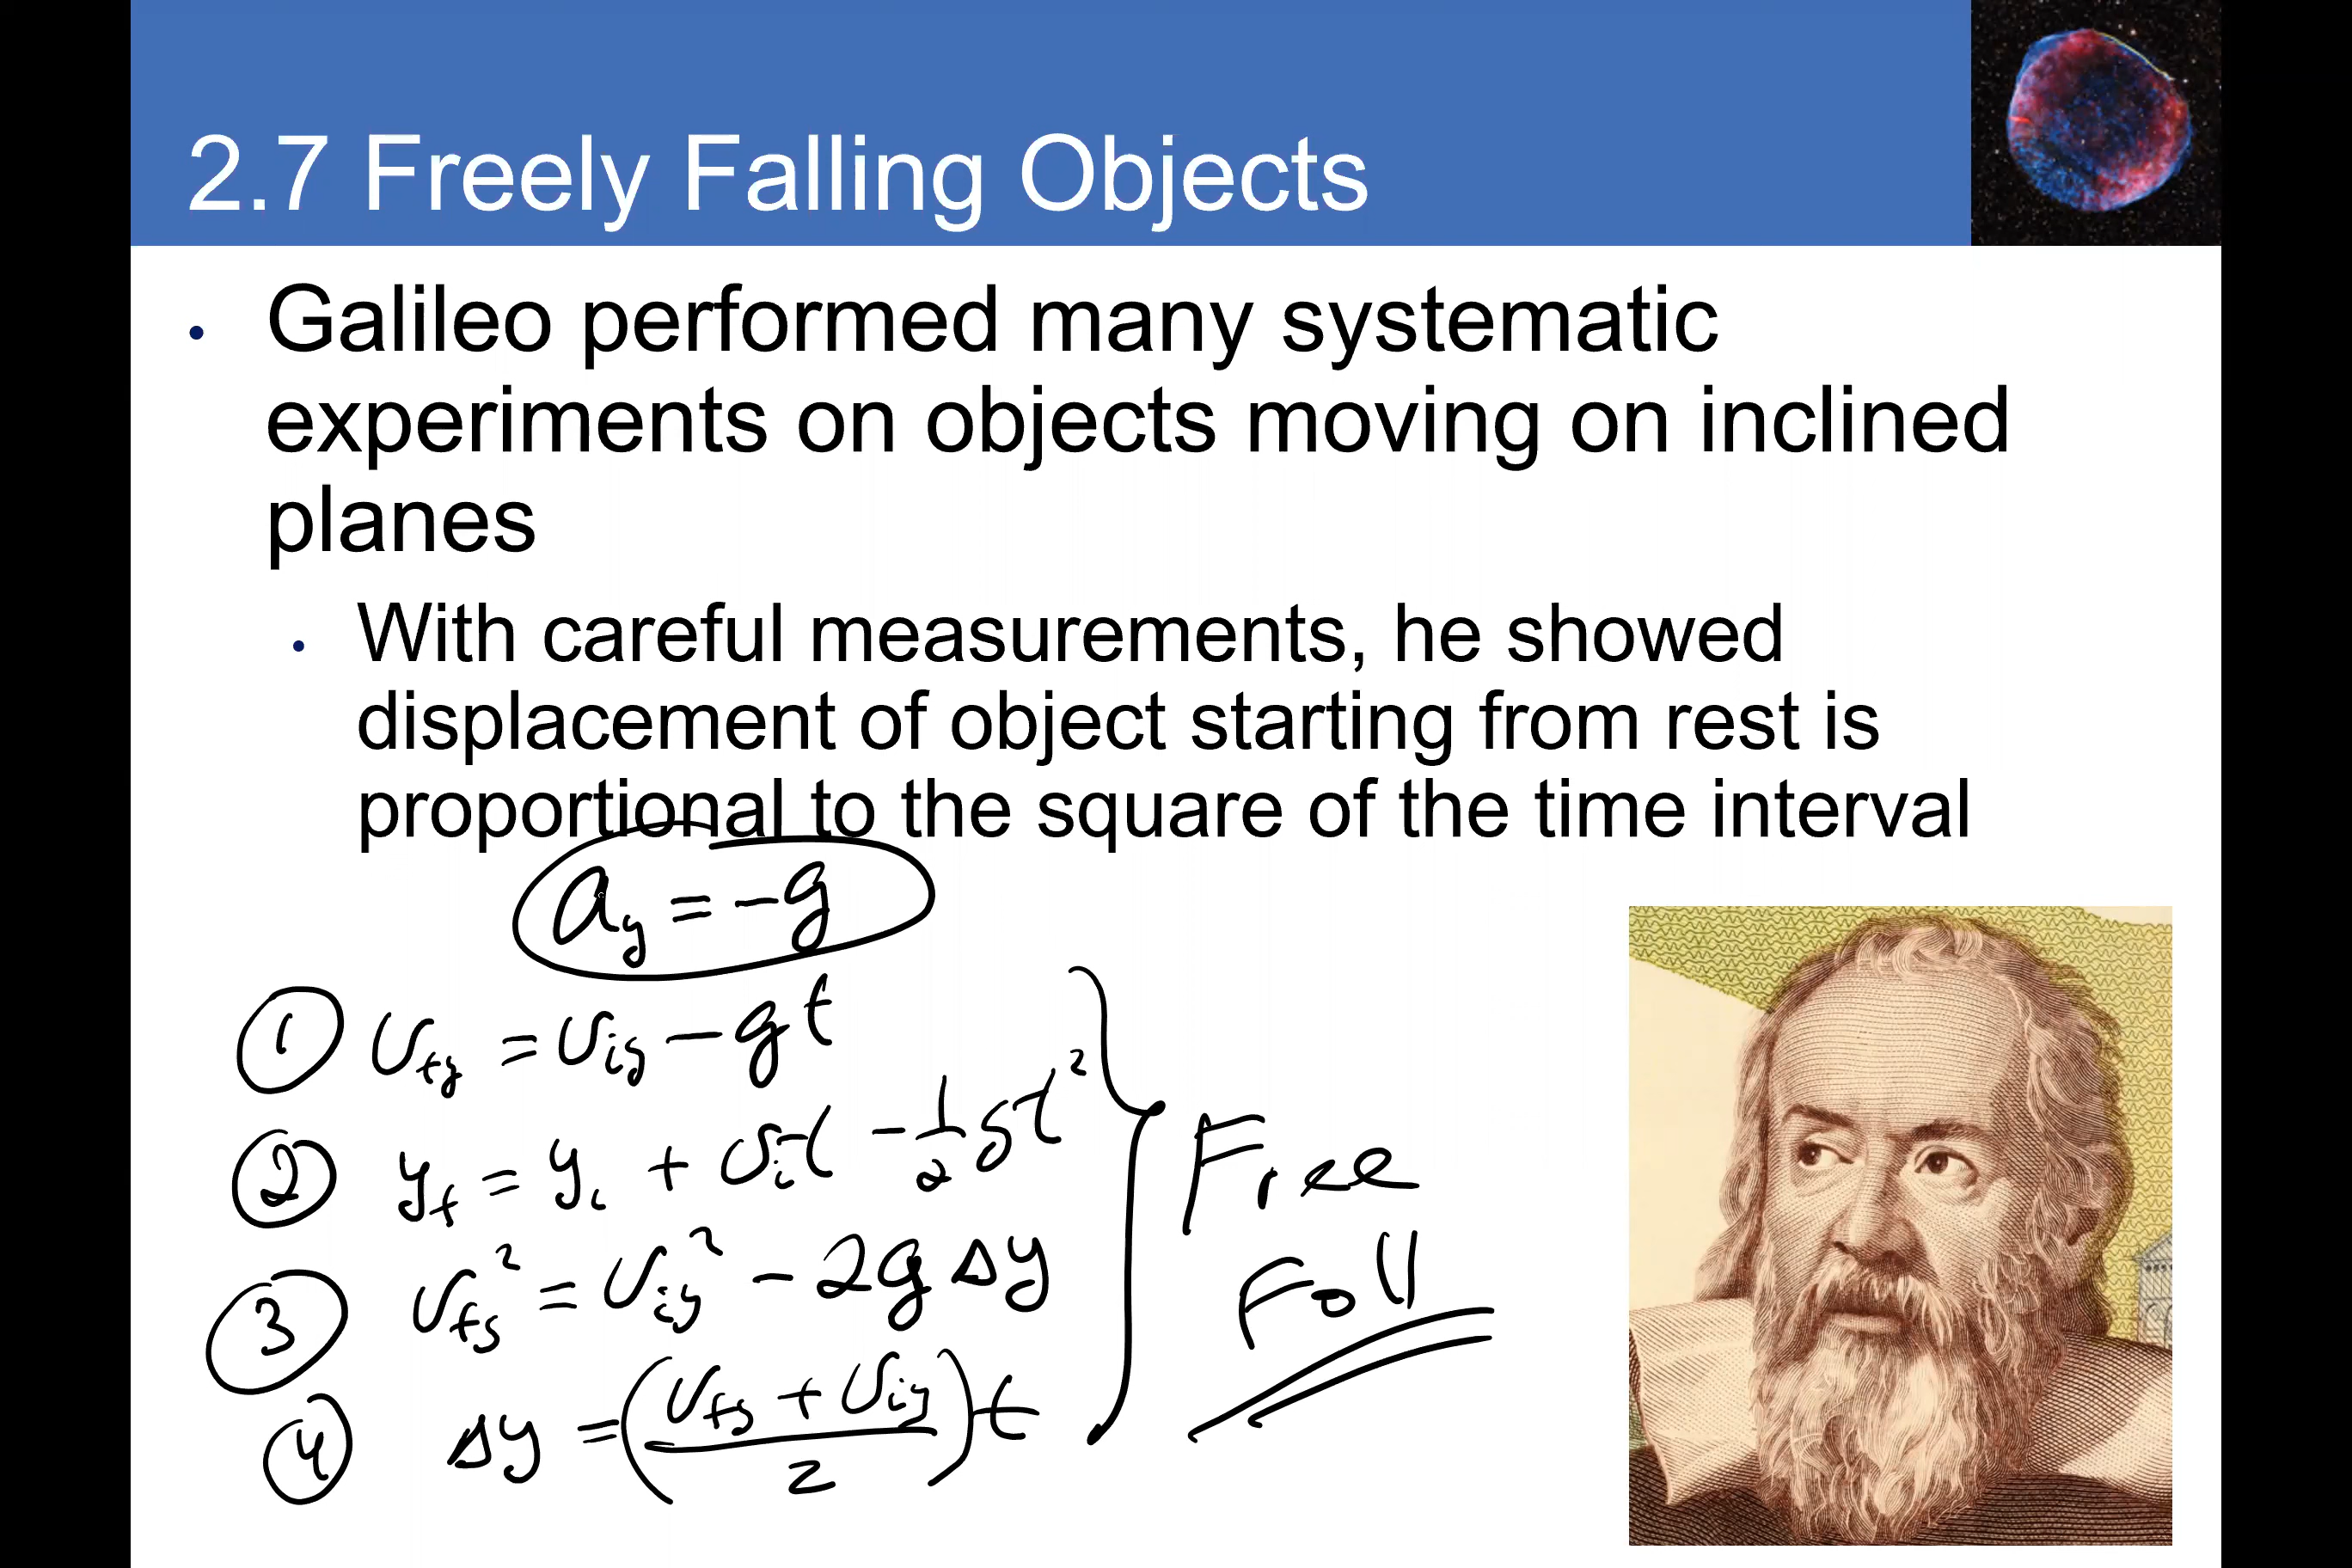 2.7 Freely Falling Objects
• Galileo performed many systematic
experiments on objects moving on inclined
planes
• With careful measurements, he showed
displacement of object starting from rest is
proportional to the square of the time interval
a_y = -g
① v_fy = v_iy - gt
② y_f = y_i + v_i t - 1/2 gt²
③ v_fy² = v_iy² - 2g Δy
④ Δy = ((v_fy + v_iy)/2) t
Free
Fall